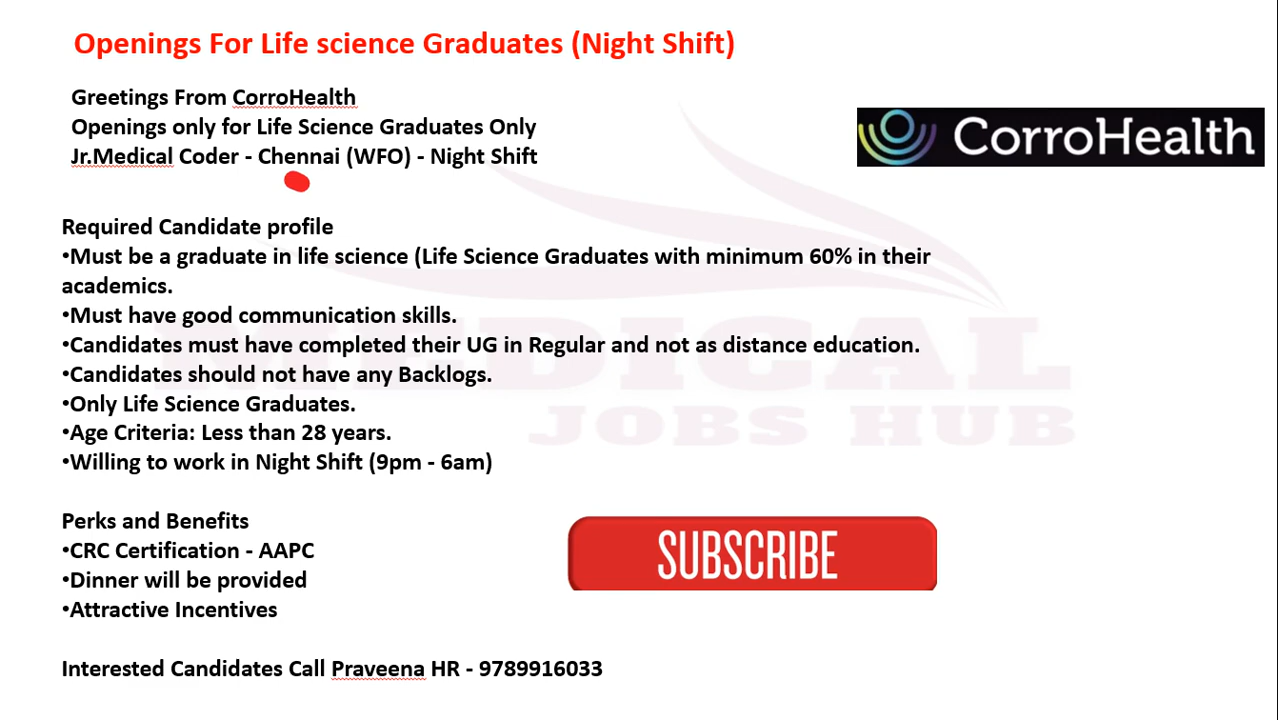 Openings For Life science Graduates (Night Shift)
Greetings From CorroHealth
Openings only for Life Science Graduates Only
Jr.Medical Coder - Chennai (WFO) - Night Shift
CorroHealth
Required Candidate profile
•Must be a graduate in life science (Life Science Graduates with minimum 60% in their
academics.
•Must have good communication skills.
•Candidates must have completed their UG in Regular and not as distance education.
•Candidates should not have any Backlogs.
•Only Life Science Graduates.
•Age Criteria: Less than 28 years.
•Willing to work in Night Shift (9pm - 6am)
MEDICAL
JOBS HUB
Perks and Benefits
•CRC Certification - AAPC
•Dinner will be provided
•Attractive Incentives
SUBSCRIBE
Interested Candidates Call Praveena HR - 9789916033